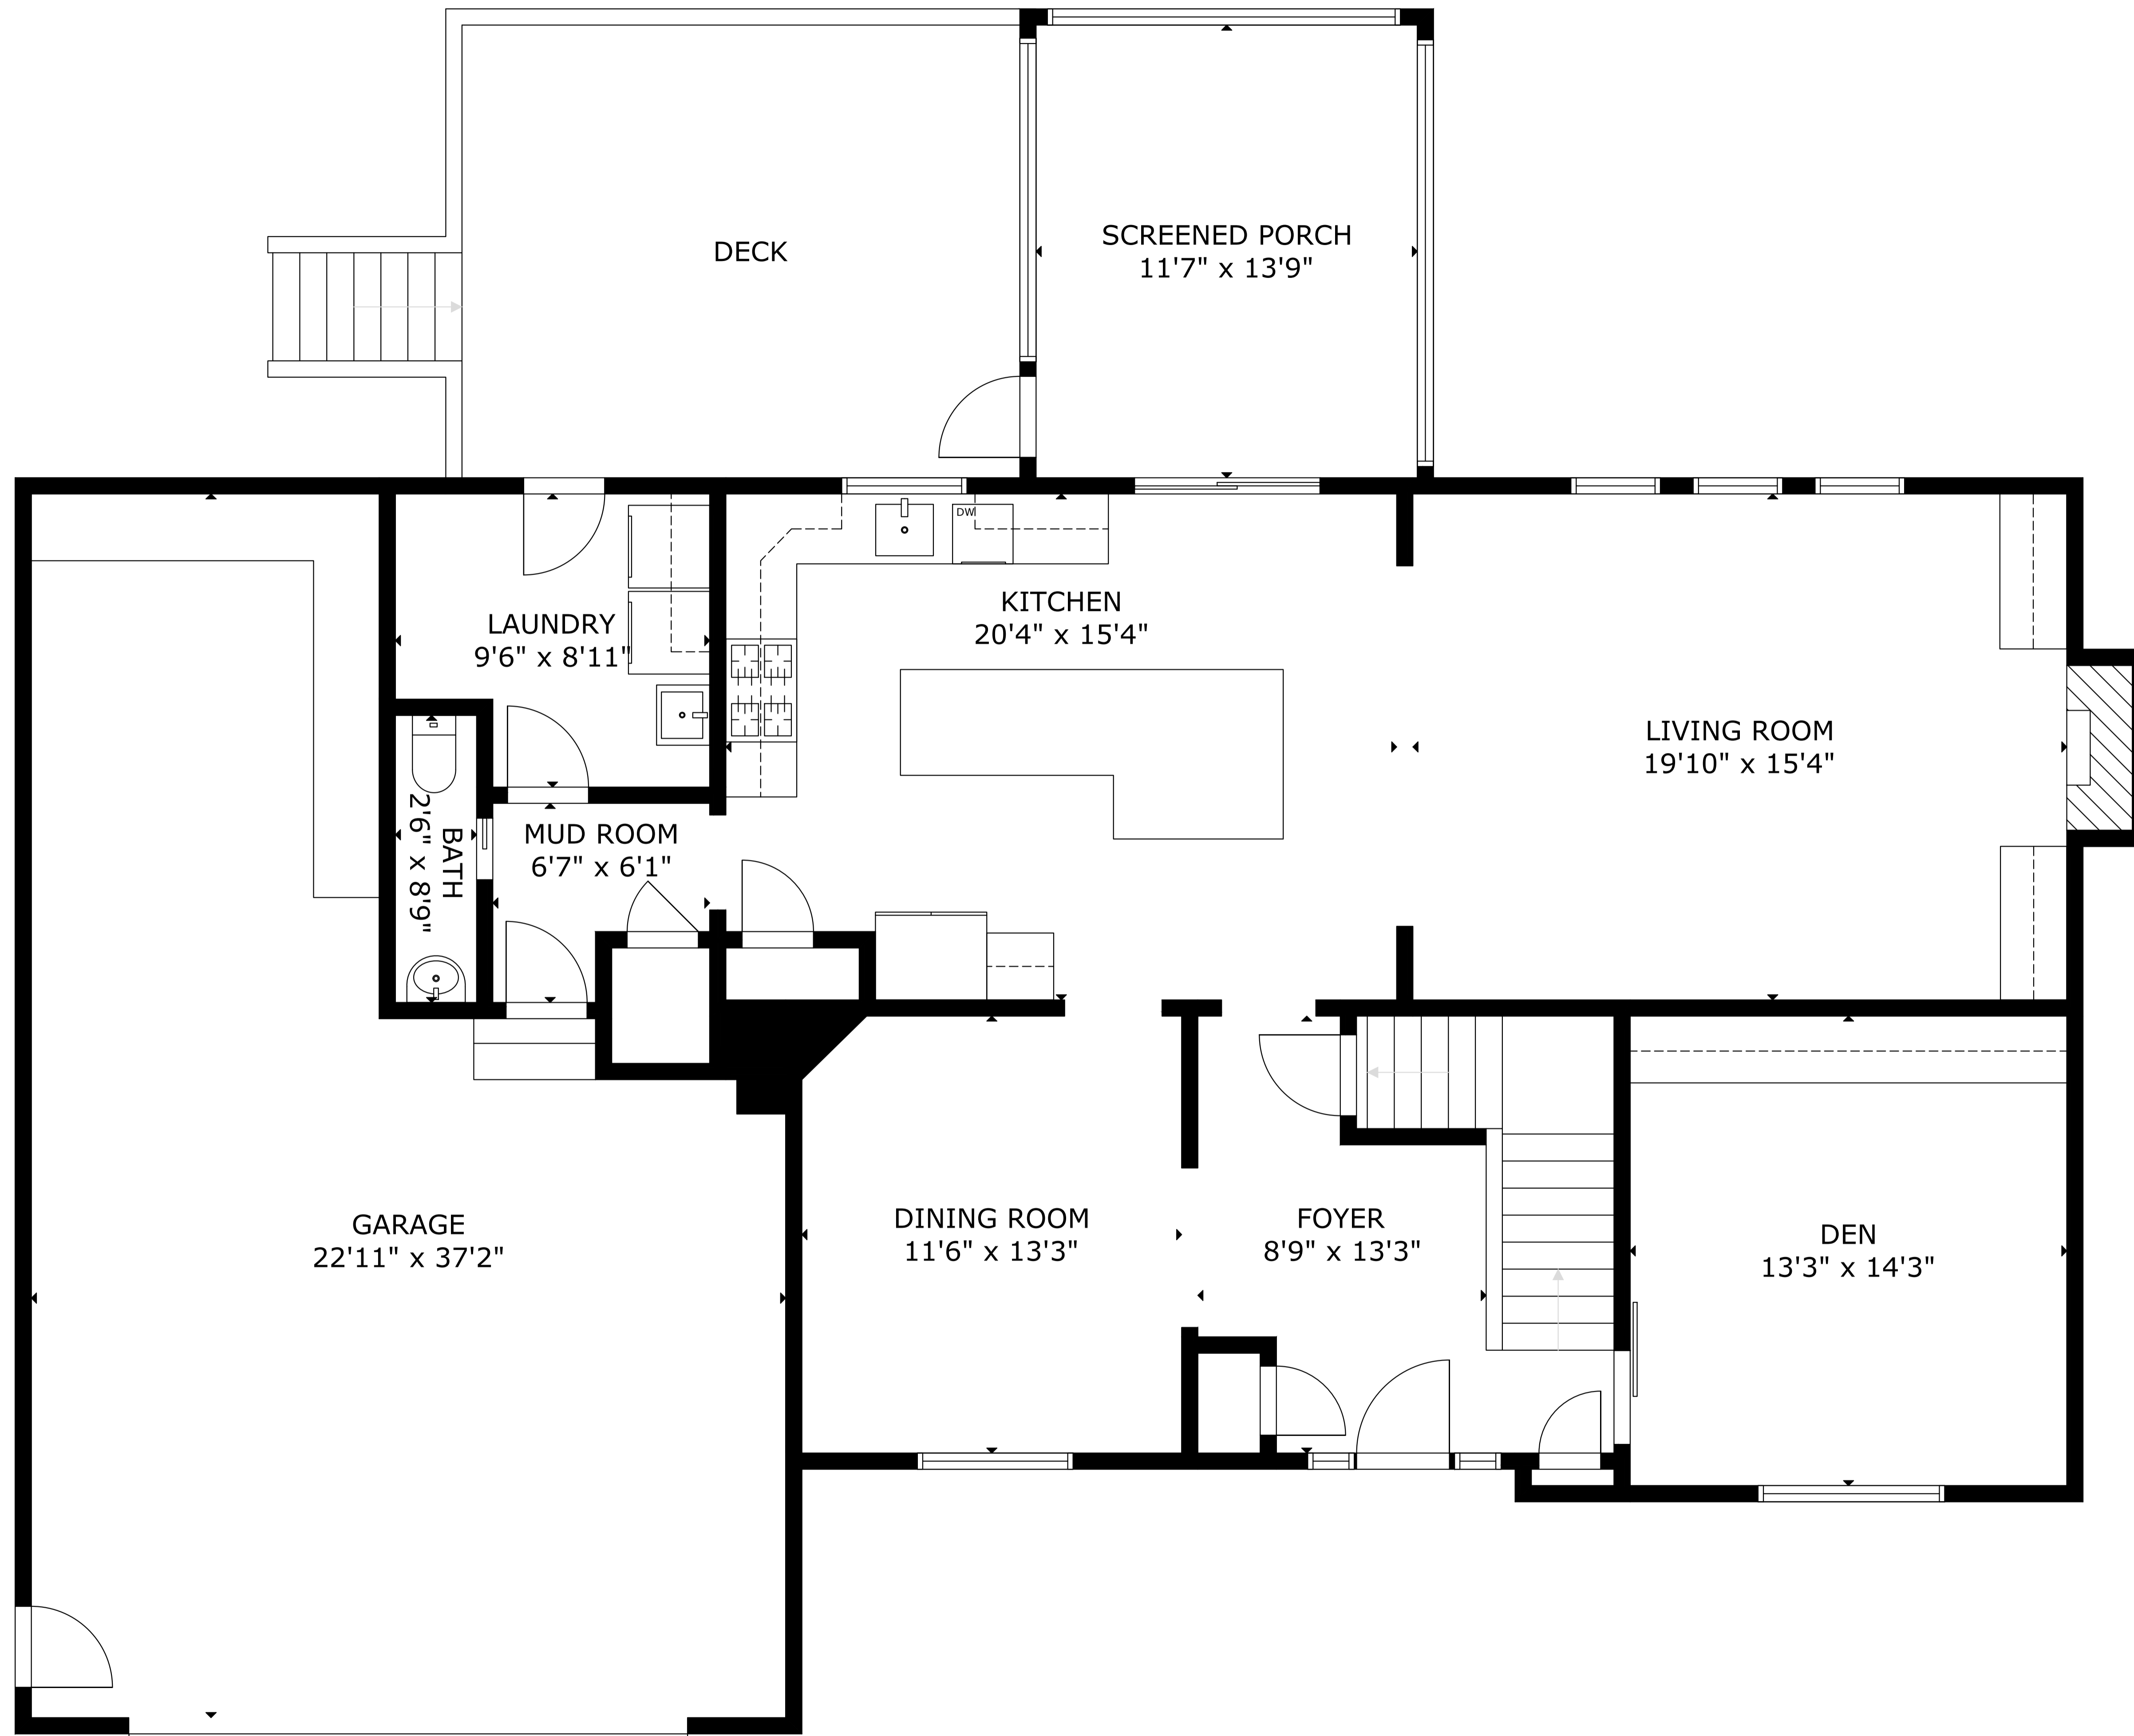 DECK
SCREENED PORCH
11'7" x 13'9"
DW
LAUNDRY
9'6" x 8'11"
KITCHEN
20'4" x 15'4"
LIVING ROOM
19'10" x 15'4"
BATH
2'6" x 8'9"
MUD ROOM
6'7" x 6'1"
GARAGE
22'11" x 37'2"
DINING ROOM
11'6" x 13'3"
FOYER
8'9" x 13'3"
DEN
13'3" x 14'3"